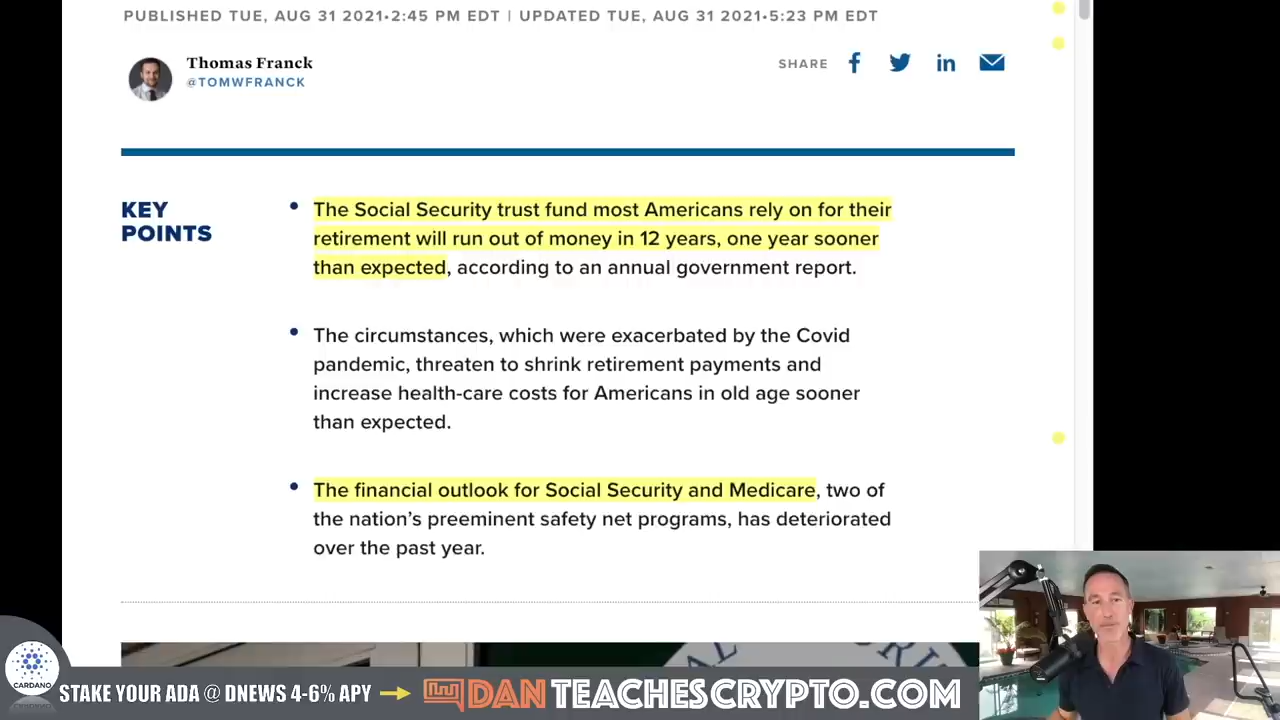 PUBLISHED TUE, AUG 31 2021•2:45 PM EDT | UPDATED TUE, AUG 31 2021•5:23 PM EDT
Thomas Franck
@TOMWFRANCK
SHARE
KEY
POINTS
• The Social Security trust fund most Americans rely on for their
retirement will run out of money in 12 years, one year sooner
than expected, according to an annual government report.
• The circumstances, which were exacerbated by the Covid
pandemic, threaten to shrink retirement payments and
increase health-care costs for Americans in old age sooner
than expected.
• The financial outlook for Social Security and Medicare, two of
the nation’s preeminent safety net programs, has deteriorated
over the past year.
CARDANO
STAKE YOUR ADA @ DNEWS 4-6% APY
DANTEACHESCRYPTO.COM